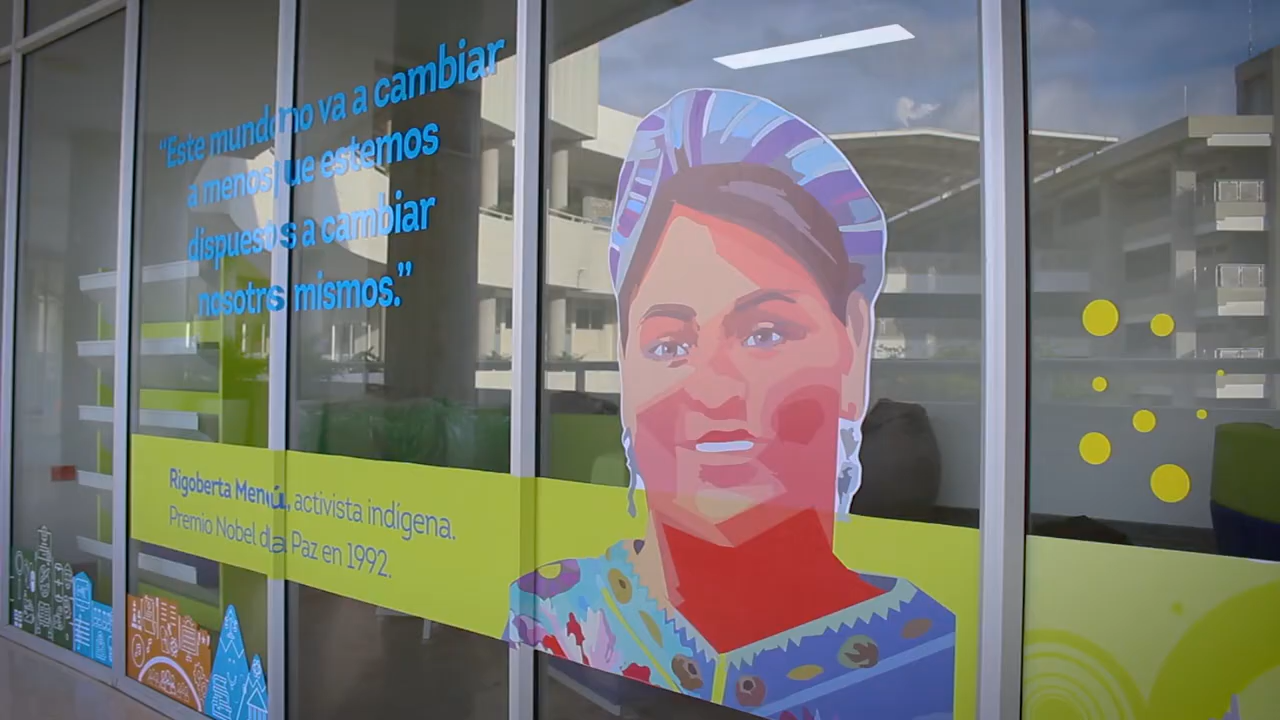 “Este mundo no va a cambiar
a menos que estemos
dispuestos a cambiar
nosotros mismos.”
Rigoberta Menchú, activista indígena.
Premio Nobel de la Paz en 1992.